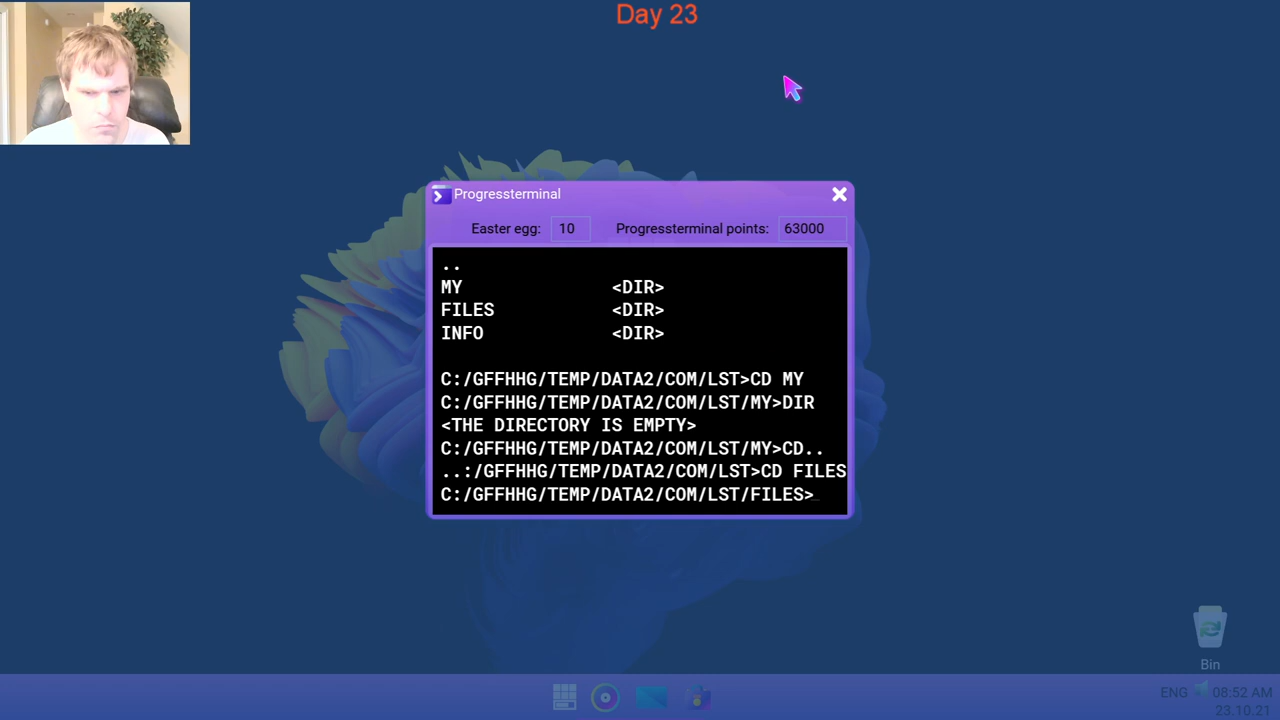 Day 23
Progressterminal
Easter egg: 10 Progressterminal points: 63000
..
MY <DIR>
FILES <DIR>
INFO <DIR>
C:/GFFHHG/TEMP/DATA2/COM/LST>CD MY
C:/GFFHHG/TEMP/DATA2/COM/LST/MY>DIR
<THE DIRECTORY IS EMPTY>
C:/GFFHHG/TEMP/DATA2/COM/LST/MY>CD..
..:/GFFHHG/TEMP/DATA2/COM/LST>CD FILES
C:/GFFHHG/TEMP/DATA2/COM/LST/FILES>_
Bin
ENG 08:52 AM
23.10.21